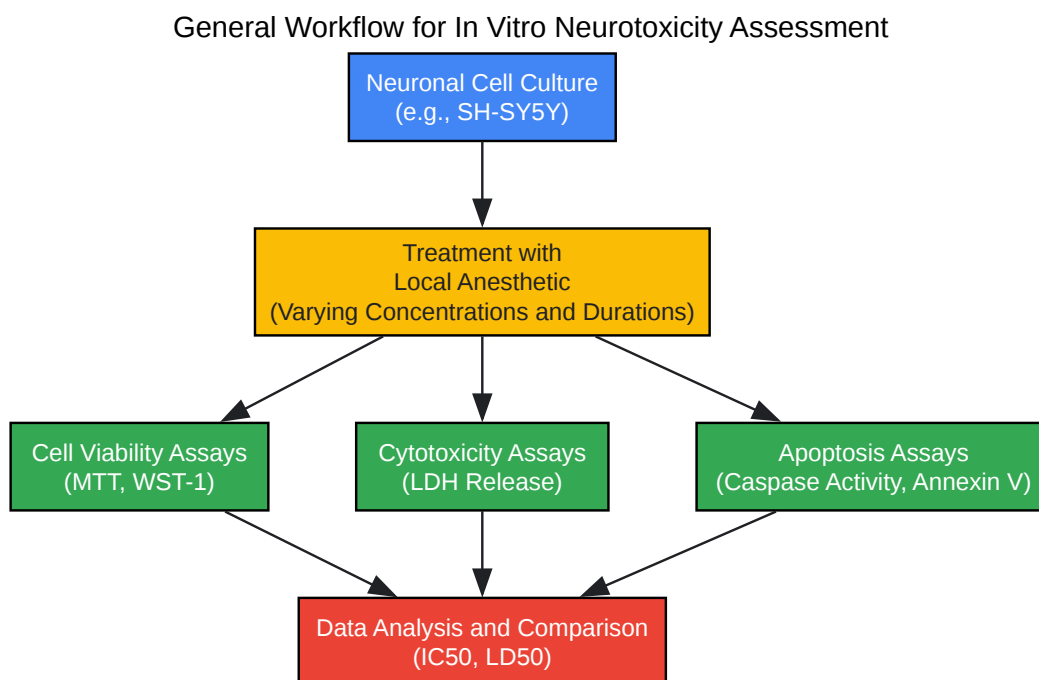 General Workflow for In Vitro Neurotoxicity Assessment
Neuronal Cell Culture
(e.g., SH-SY5Y)
Treatment with
Local Anesthetic
(Varying Concentrations and Durations)
Cell Viability Assays
(MTT, WST-1)
Cytotoxicity Assays
(LDH Release)
Apoptosis Assays
(Caspase Activity, Annexin V)
Data Analysis and Comparison
(IC50, LD50)